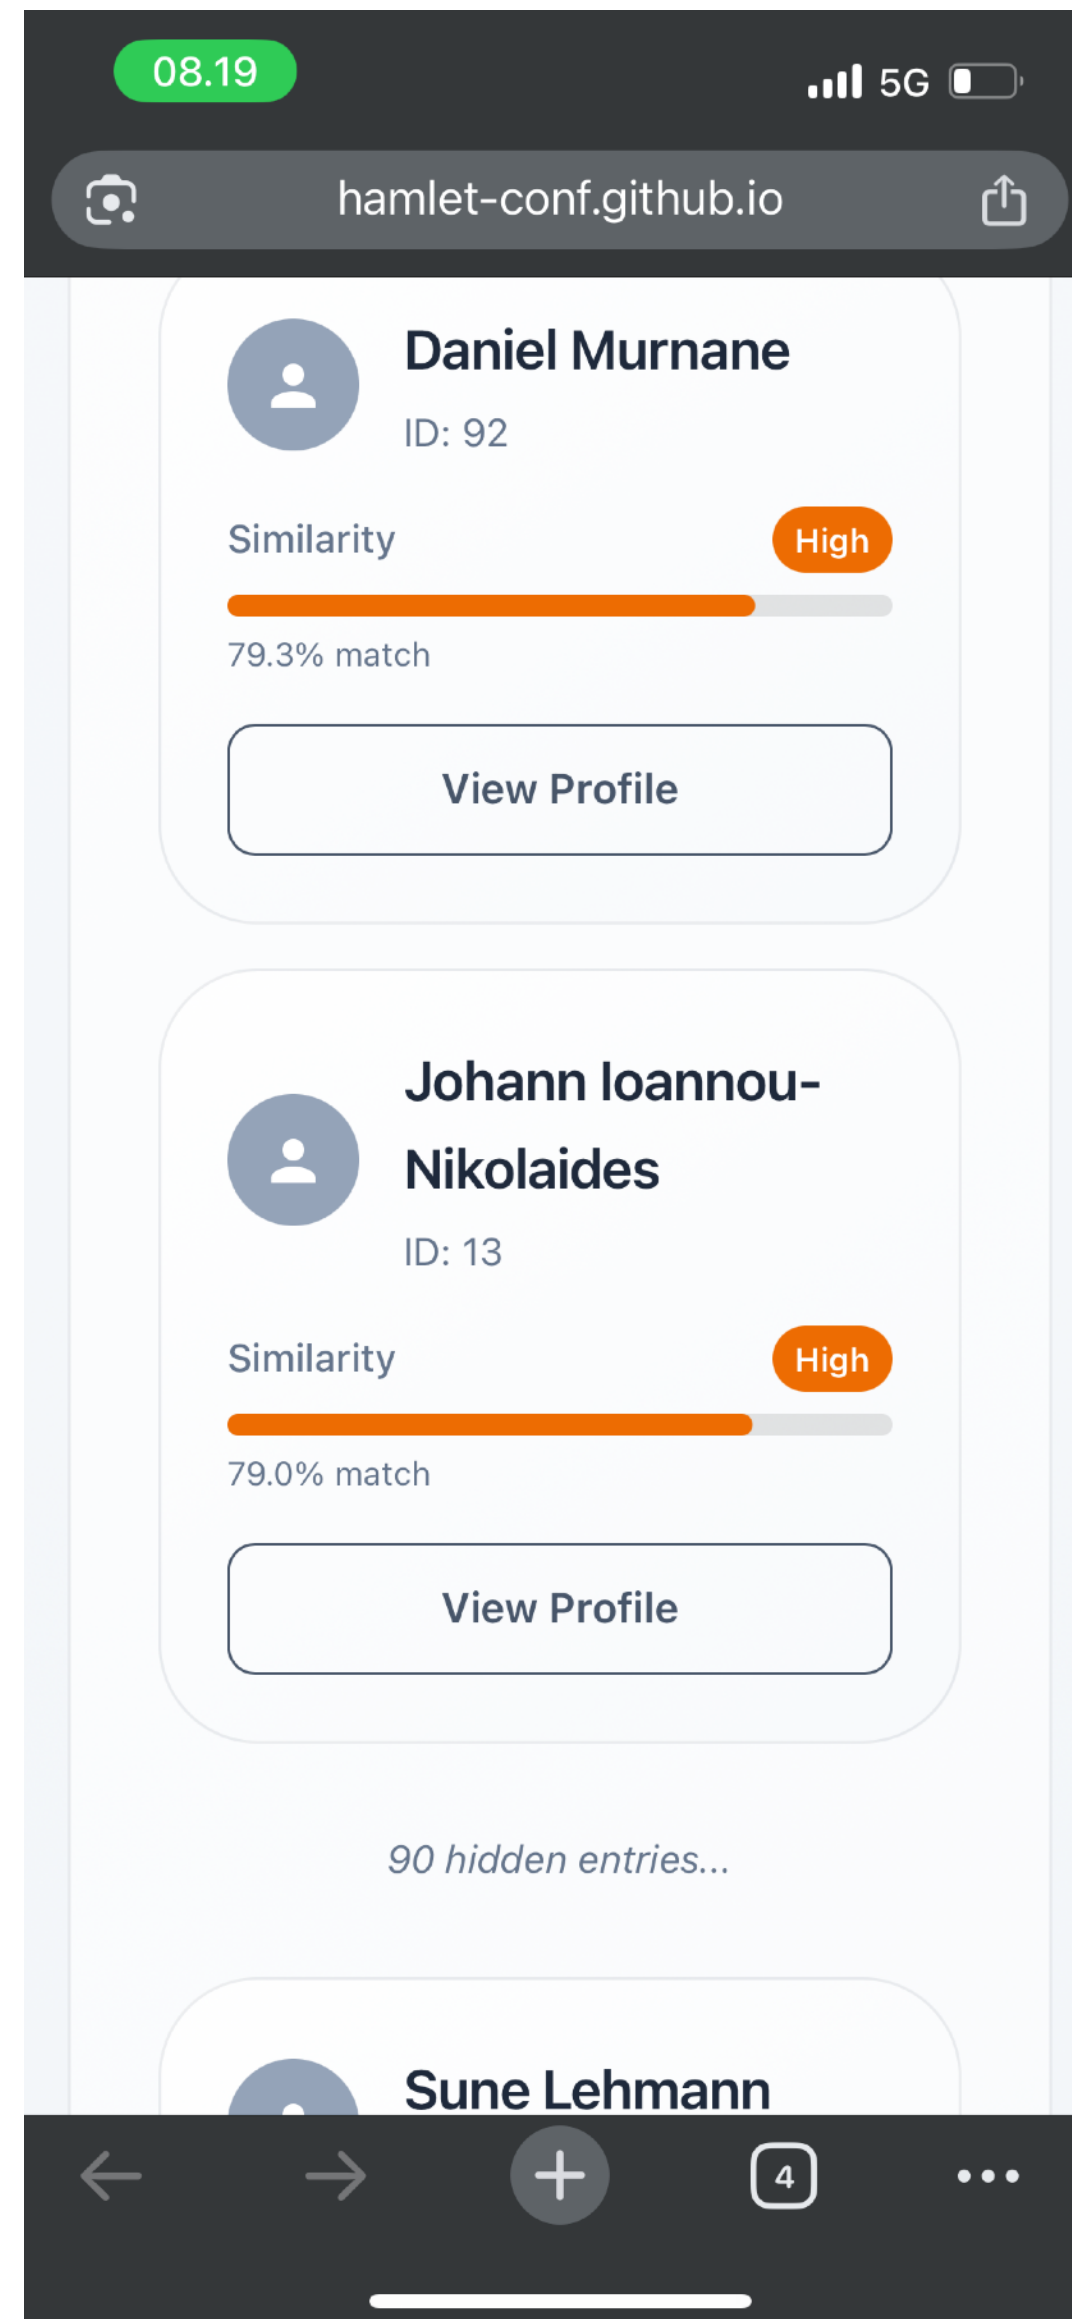 08.19
5G
hamlet-conf.github.io
Daniel Murnane
ID: 92
Similarity
High
79.3% match
View Profile
Johann Ioannou-
Nikolaides
ID: 13
Similarity
High
79.0% match
View Profile
90 hidden entries...
Sune Lehmann
4